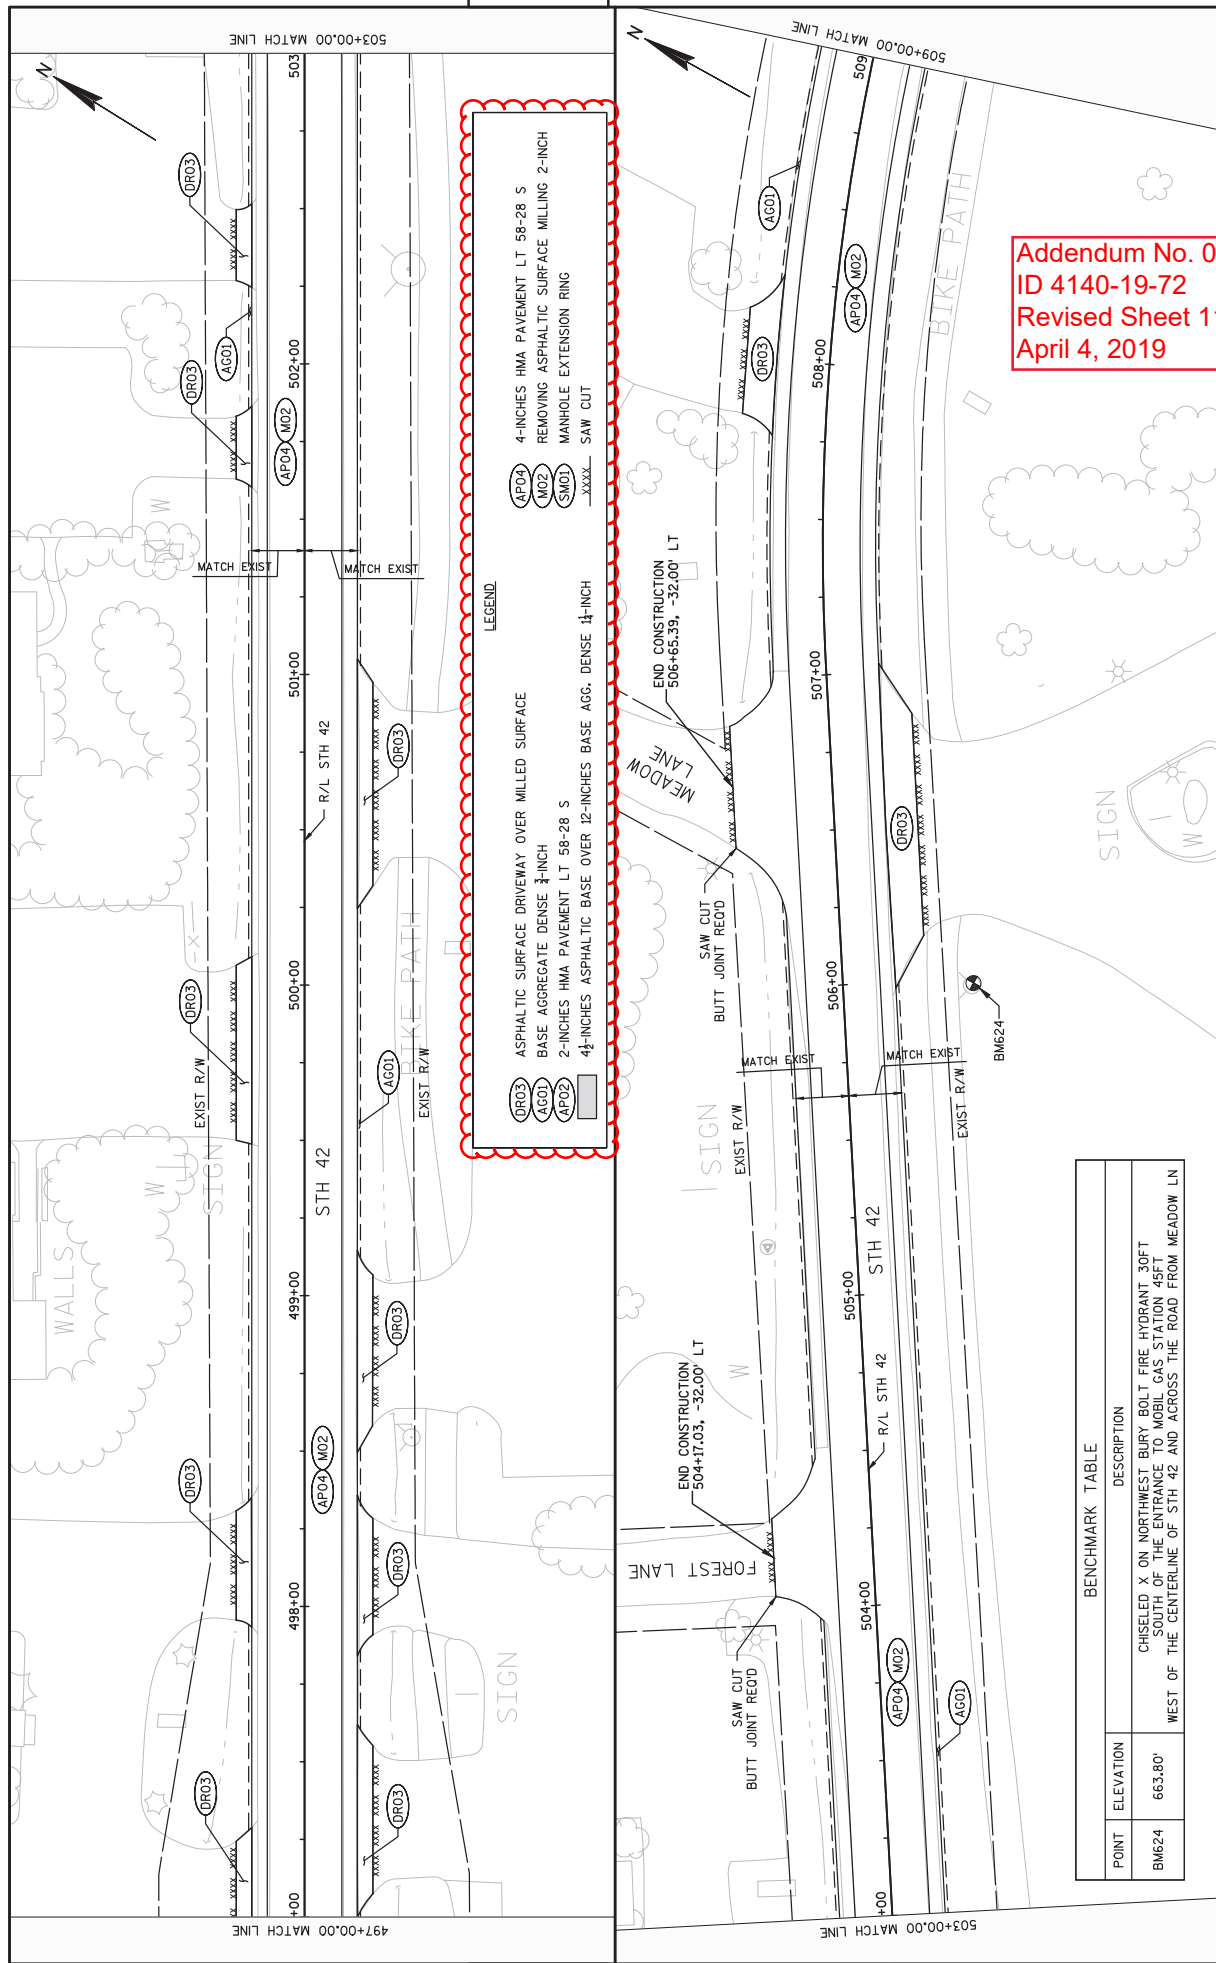 503+00.00 MATCH LINE
N
503
DR03
DR03
AG01
502+00
AP04 M02
W
MATCH EXIST
MATCH EXIST
501+00
R/L STH 42
DR03
DR03
500+00
EXIST R/W
AG01
BIKE PATH
EXIST R/W
SIGN
W
WALLS
STH 42
499+00
DR03
AP04 M02
DR03
DR03
498+00
SIGN
DR03
DR03
+00
497+00.00 MATCH LINE
LEGEND
DR03 ASPHALTIC SURFACE DRIVEWAY OVER MILLED SURFACE
AG01 BASE AGGREGATE DENSE ¾-INCH
AP02 2-INCHES HMA PAVEMENT LT 58-28 S
4½-INCHES ASPHALTIC BASE OVER 12-INCHES BASE AGG. DENSE 1¼-INCH
AP04 4-INCHES HMA PAVEMENT LT 58-28 S
M02 REMOVING ASPHALTIC SURFACE MILLING 2-INCH
SM01 MANHOLE EXTENSION RING
XXXX SAW CUT
509+00.00 MATCH LINE
N
509
AG01
AP04 M02
BIKE PATH
DR03
508+00
Addendum No. 0
ID 4140-19-72
Revised Sheet 1
April 4, 2019
END CONSTRUCTION
506+65.39, -32.00' LT
507+00
MEADOW
LANE
DR03
SIGN
W
SAW CUT
BUTT JOINT REQ'D
506+00
BM624
MATCH EXIST
MATCH EXIST
SIGN
EXIST R/W
EXIST R/W
STH 42
505+00
R/L STH 42
W
END CONSTRUCTION
504+17.03, -32.00' LT
FOREST LANE
504+00
SAW CUT
BUTT JOINT REQ'D
AP04 M02
AG01
+00
503+00.00 MATCH LINE
BENCHMARK TABLE
POINT ELEVATION DESCRIPTION
BM624 663.80' CHISELED X ON NORTHWEST BURY BOLT FIRE HYDRANT 30FT
SOUTH OF THE ENTRANCE TO MOBIL GAS STATION 45FT
WEST OF THE CENTERLINE OF STH 42 AND ACROSS THE ROAD FROM MEADOW LN